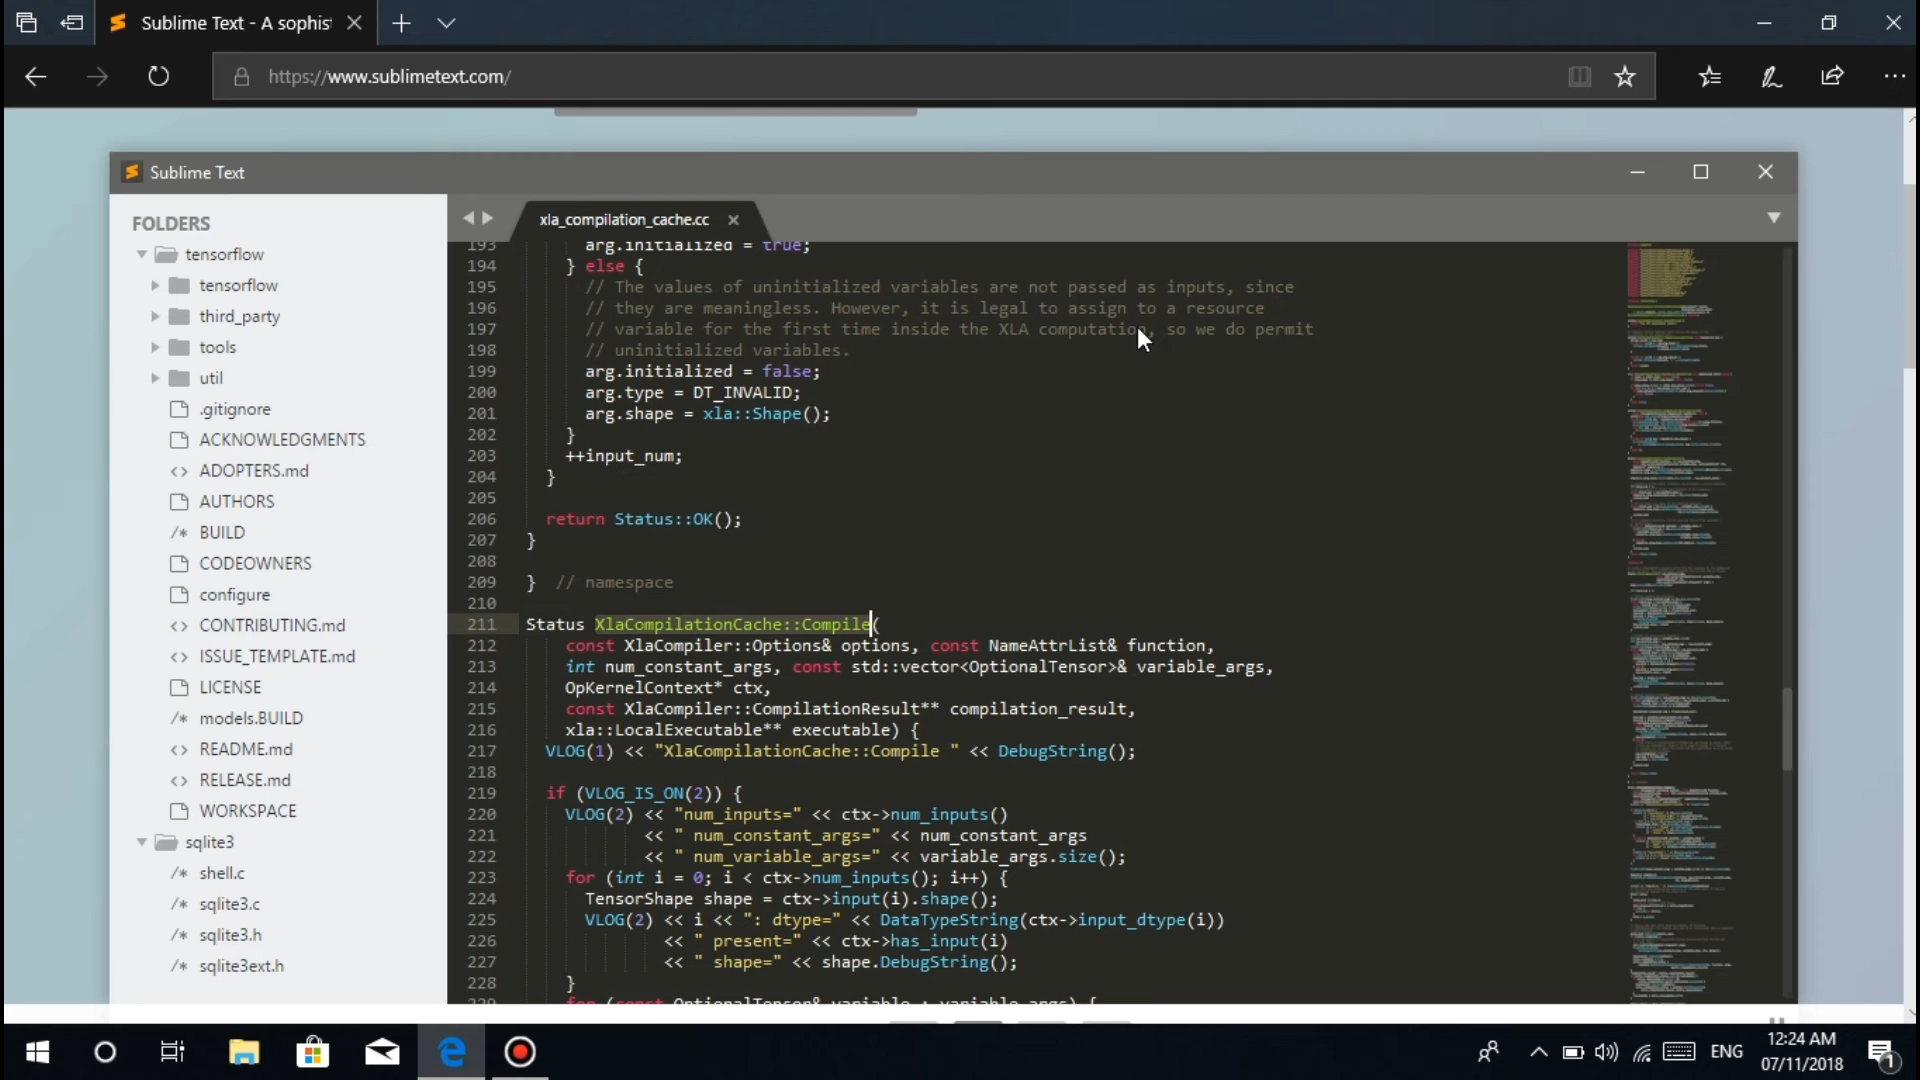 Sublime Text - A sophis
https://www.sublimetext.com/
Sublime Text
FOLDERS
tensorflow
tensorflow
third_party
tools
util
.gitignore
ACKNOWLEDGMENTS
<> ADOPTERS.md
AUTHORS
/* BUILD
CODEOWNERS
configure
<> CONTRIBUTING.md
<> ISSUE_TEMPLATE.md
LICENSE
/* models.BUILD
<> README.md
<> RELEASE.md
WORKSPACE
sqlite3
/* shell.c
/* sqlite3.c
/* sqlite3.h
/* sqlite3ext.h
xla_compilation_cache.cc
193 arg.initialized = true;
194 } else {
195 // The values of uninitialized variables are not passed as inputs, since
196 // they are meaningless. However, it is legal to assign to a resource
197 // variable for the first time inside the XLA computation, so we do permit
198 // uninitialized variables.
199 arg.initialized = false;
200 arg.type = DT_INVALID;
201 arg.shape = xla::Shape();
202 }
203 ++input_num;
204 }
205
206 return Status::OK();
207 }
208
209 } // namespace
210
211 Status XlaCompilationCache::Compile(
212 const XlaCompiler::Options& options, const NameAttrList& function,
213 int num_constant_args, const std::vector<OptionalTensor>& variable_args,
214 OpKernelContext* ctx,
215 const XlaCompiler::CompilationResult** compilation_result,
216 xla::LocalExecutable** executable) {
217 VLOG(1) << "XlaCompilationCache::Compile " << DebugString();
218
219 if (VLOG_IS_ON(2)) {
220 VLOG(2) << "num_inputs=" << ctx->num_inputs()
221 << " num_constant_args=" << num_constant_args
222 << " num_variable_args=" << variable_args.size();
223 for (int i = 0; i < ctx->num_inputs(); i++) {
224 TensorShape shape = ctx->input(i).shape();
225 VLOG(2) << i << ": dtype=" << DataTypeString(ctx->input_dtype(i))
226 << " present=" << ctx->has_input(i)
227 << " shape=" << shape.DebugString();
228 }
229 for (const OptionalTensor& variable : variable_args) {
ENG
12:24 AM
07/11/2018
1